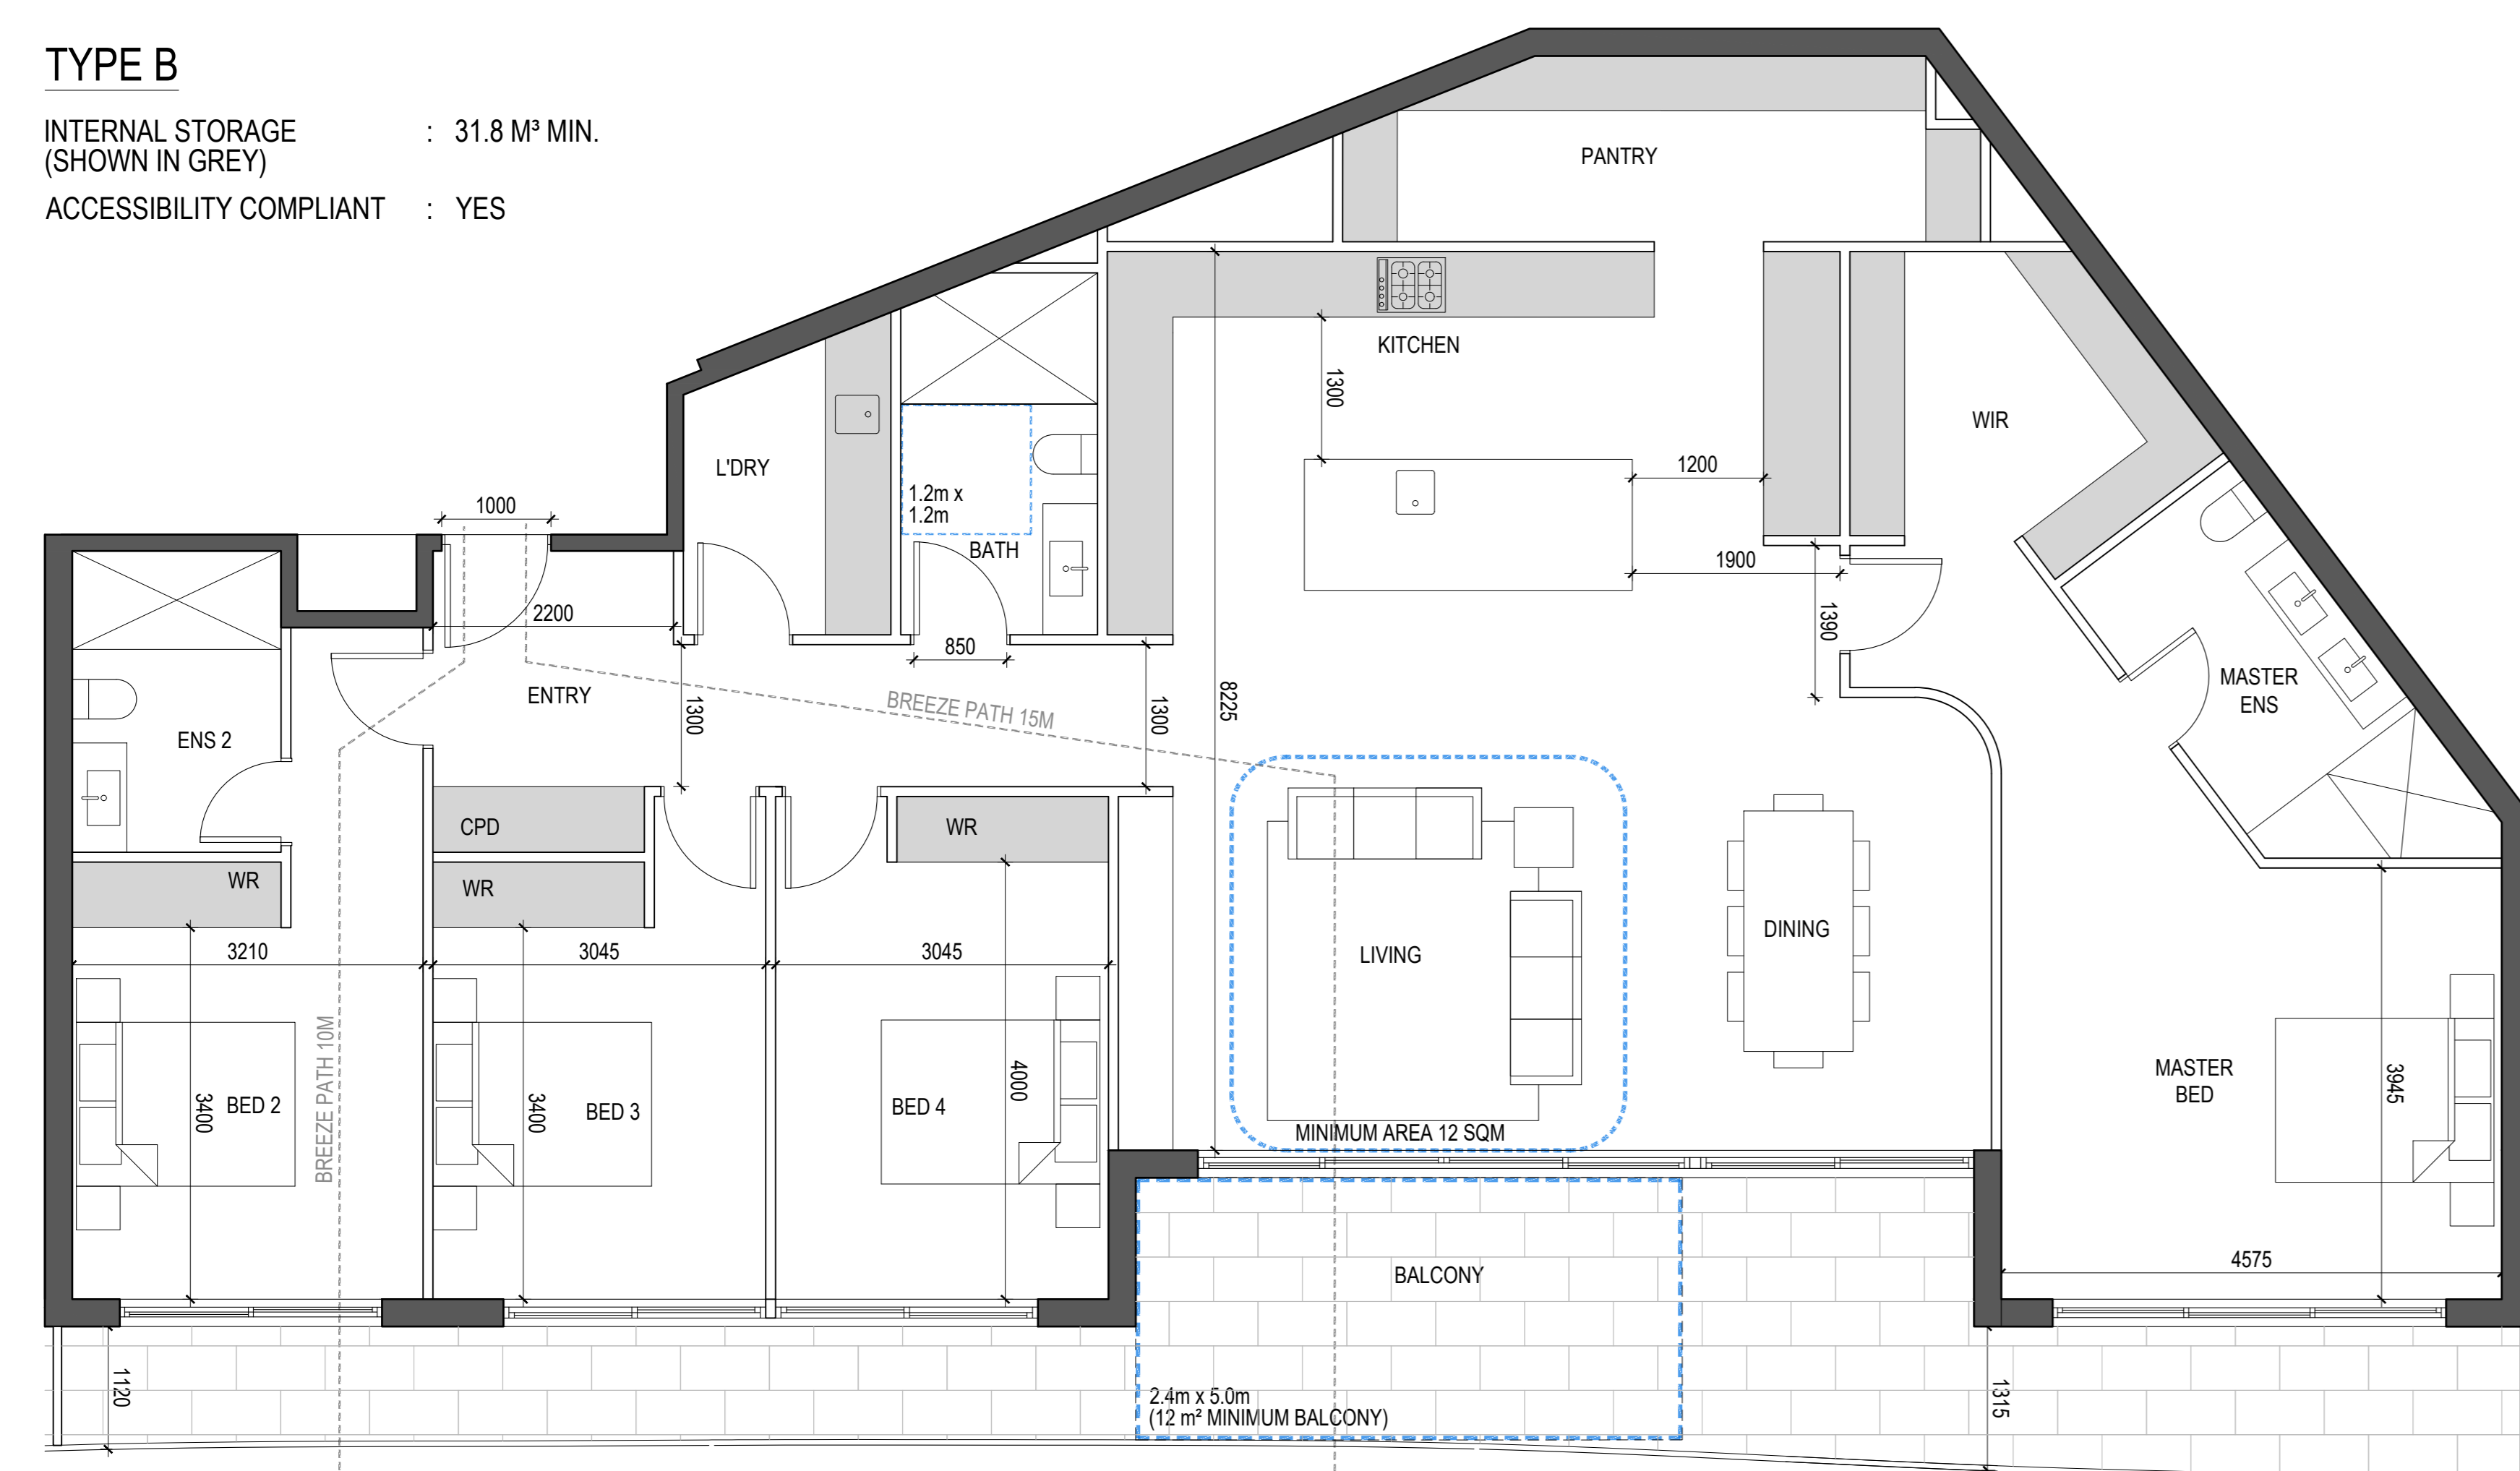 TYPE B
INTERNAL STORAGE : 31.8 M³ MIN.
(SHOWN IN GREY)
ACCESSIBILITY COMPLIANT : YES
PANTRY
KITCHEN
1300
WIR
L'DRY
1200
1.2m x
1.2m
1000
BATH
1900
2200
1390
850
MASTER
ENS
ENTRY
1300
BREEZE PATH 15M
1300
8225
ENS 2
CPD
WR
WR
WR
DINING
3210
3045
3045
LIVING
MASTER
BED
3945
BREEZE PATH 10M
3400
BED 2
3400
BED 3
4000
BED 4
MINIMUM AREA 12 SQM
4575
BALCONY
1120
2.4m x 5.0m
(12 m² MINIMUM BALCONY)
1315